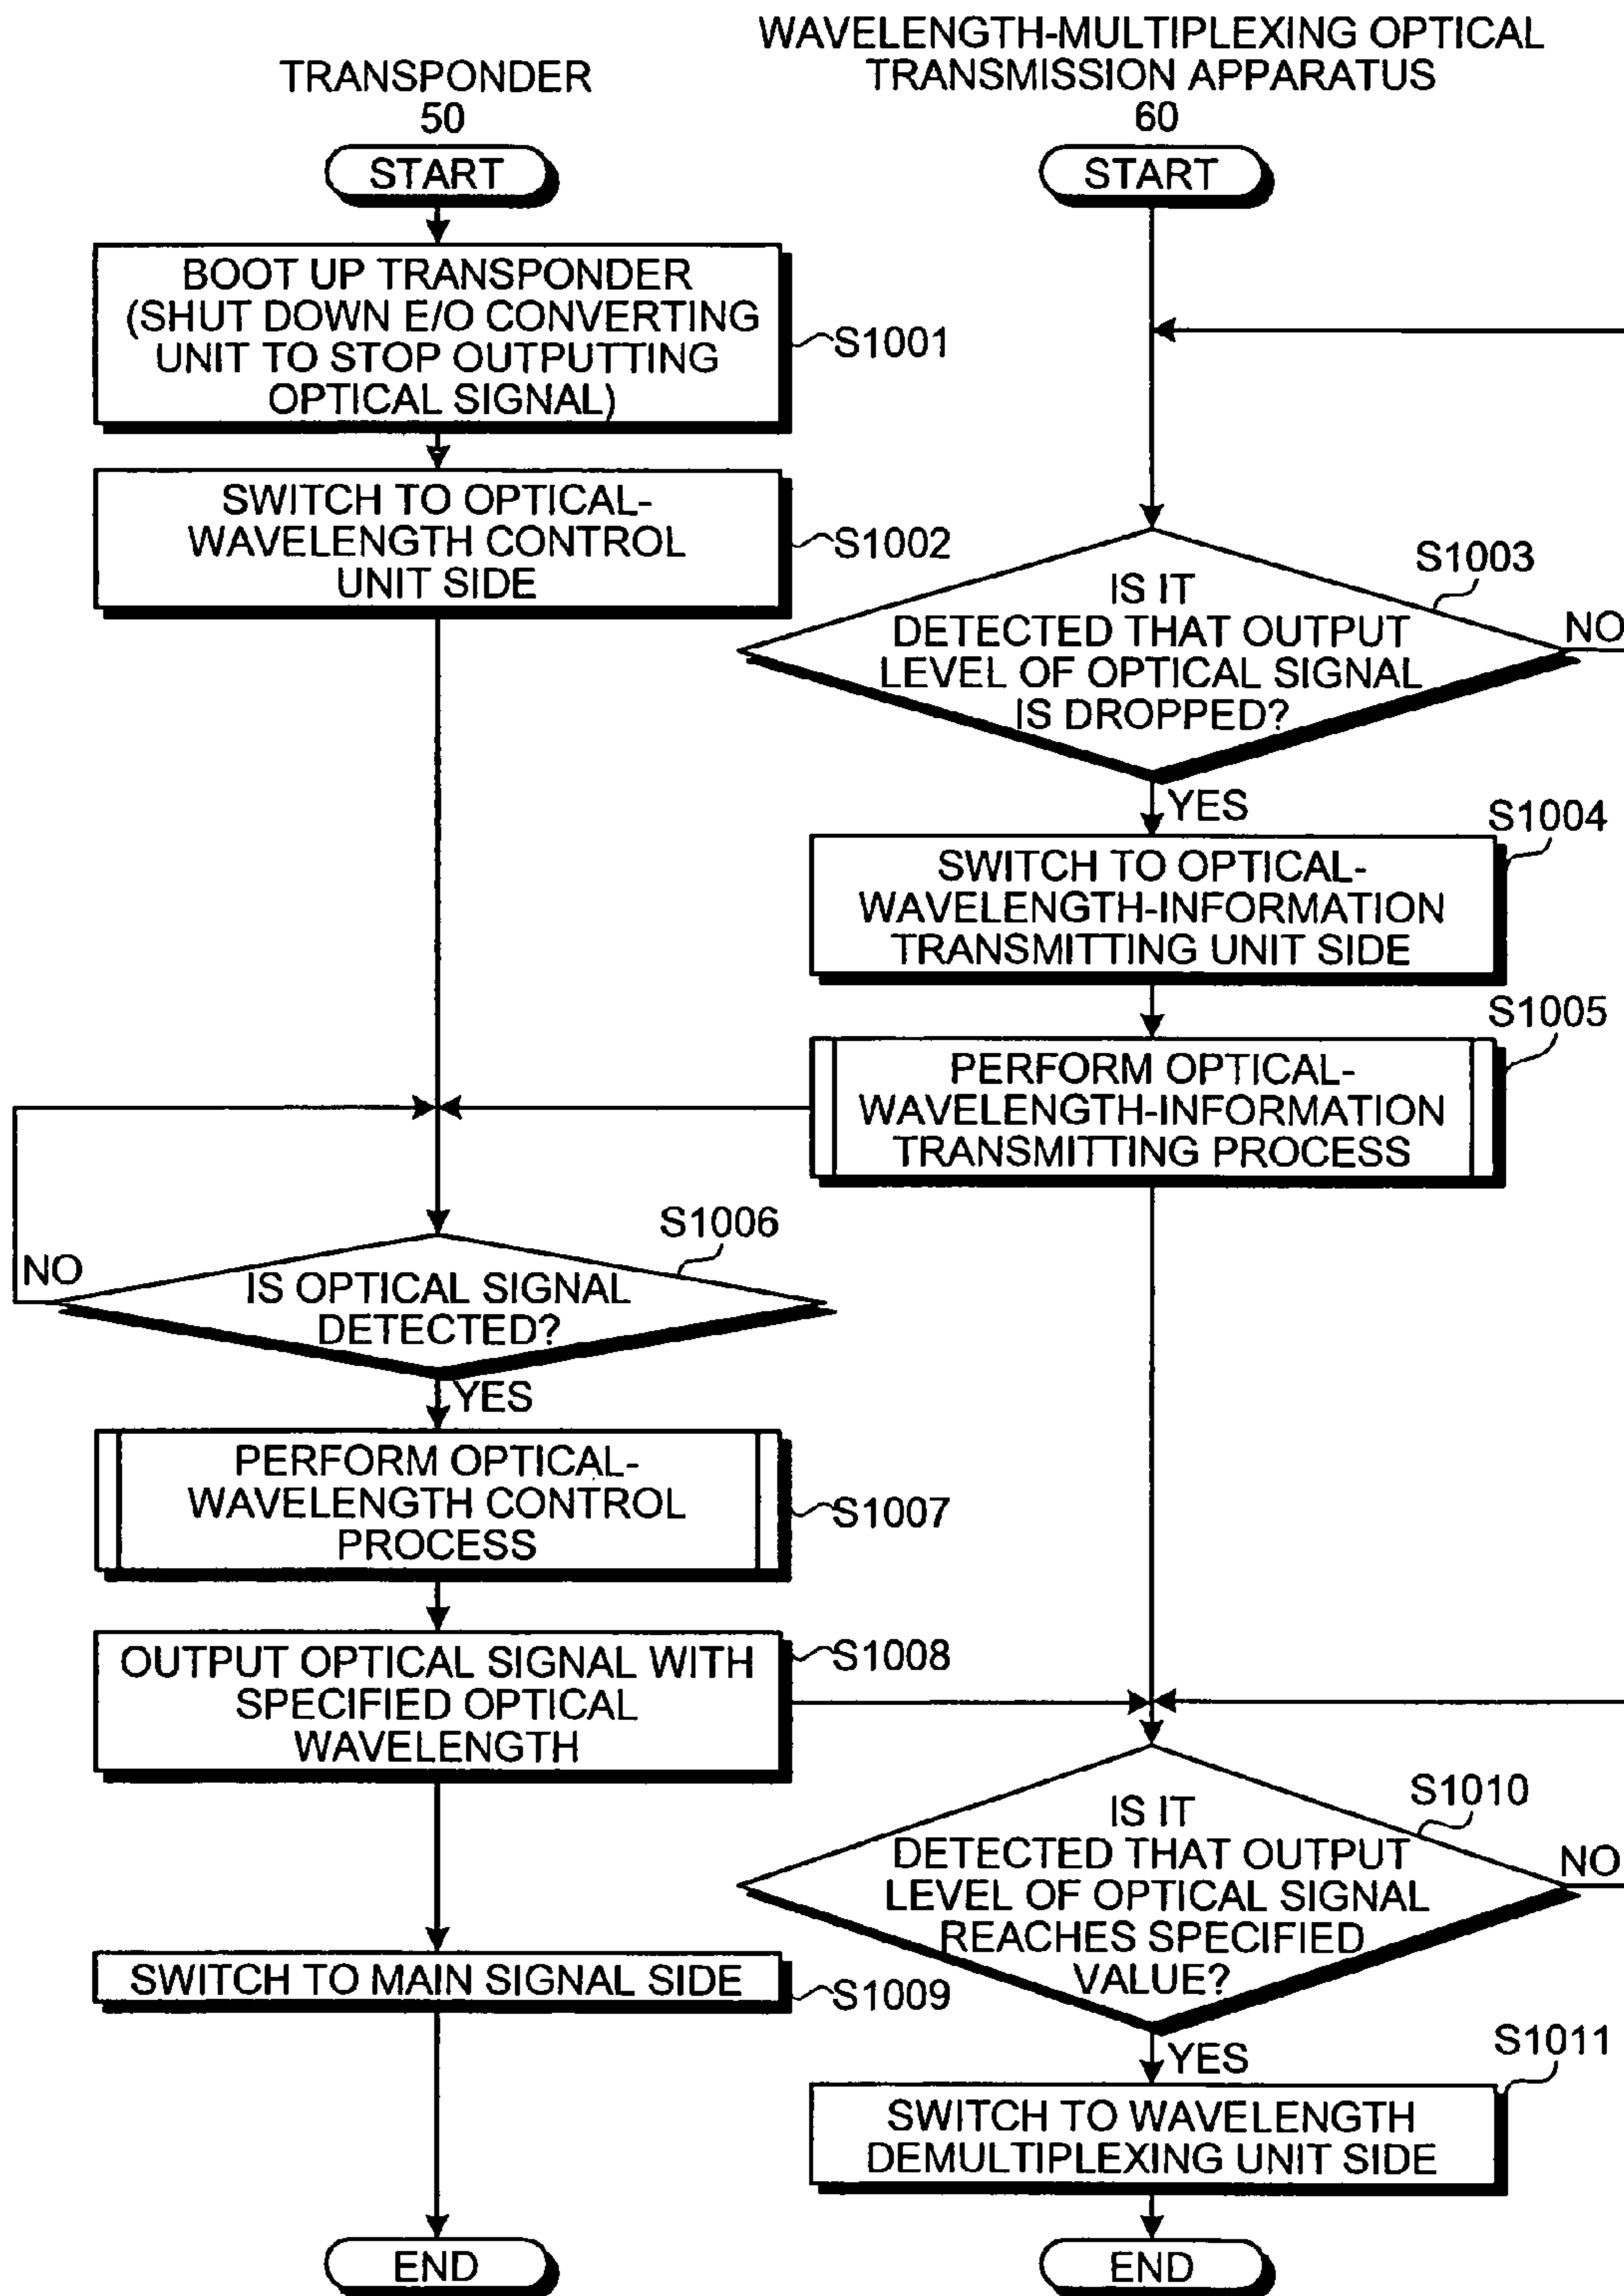 TRANSPONDER
50
START
BOOT UP TRANSPONDER
(SHUT DOWN E/O CONVERTING
UNIT TO STOP OUTPUTTING
OPTICAL SIGNAL)
S1001
SWITCH TO OPTICAL-
WAVELENGTH CONTROL
UNIT SIDE
S1002
WAVELENGTH-MULTIPLEXING OPTICAL
TRANSMISSION APPARATUS
60
START
S1003
IS IT
DETECTED THAT OUTPUT
LEVEL OF OPTICAL SIGNAL
IS DROPPED?
NO
YES
S1004
SWITCH TO OPTICAL-
WAVELENGTH-INFORMATION
TRANSMITTING UNIT SIDE
S1005
PERFORM OPTICAL-
WAVELENGTH-INFORMATION
TRANSMITTING PROCESS
S1006
NO
IS OPTICAL SIGNAL
DETECTED?
YES
PERFORM OPTICAL-
WAVELENGTH CONTROL
PROCESS
S1007
OUTPUT OPTICAL SIGNAL WITH
SPECIFIED OPTICAL
WAVELENGTH
S1008
SWITCH TO MAIN SIGNAL SIDE
S1009
END
S1010
IS IT
DETECTED THAT OUTPUT
LEVEL OF OPTICAL SIGNAL
REACHES SPECIFIED
VALUE?
NO
YES
S1011
SWITCH TO WAVELENGTH
DEMULTIPLEXING UNIT SIDE
END